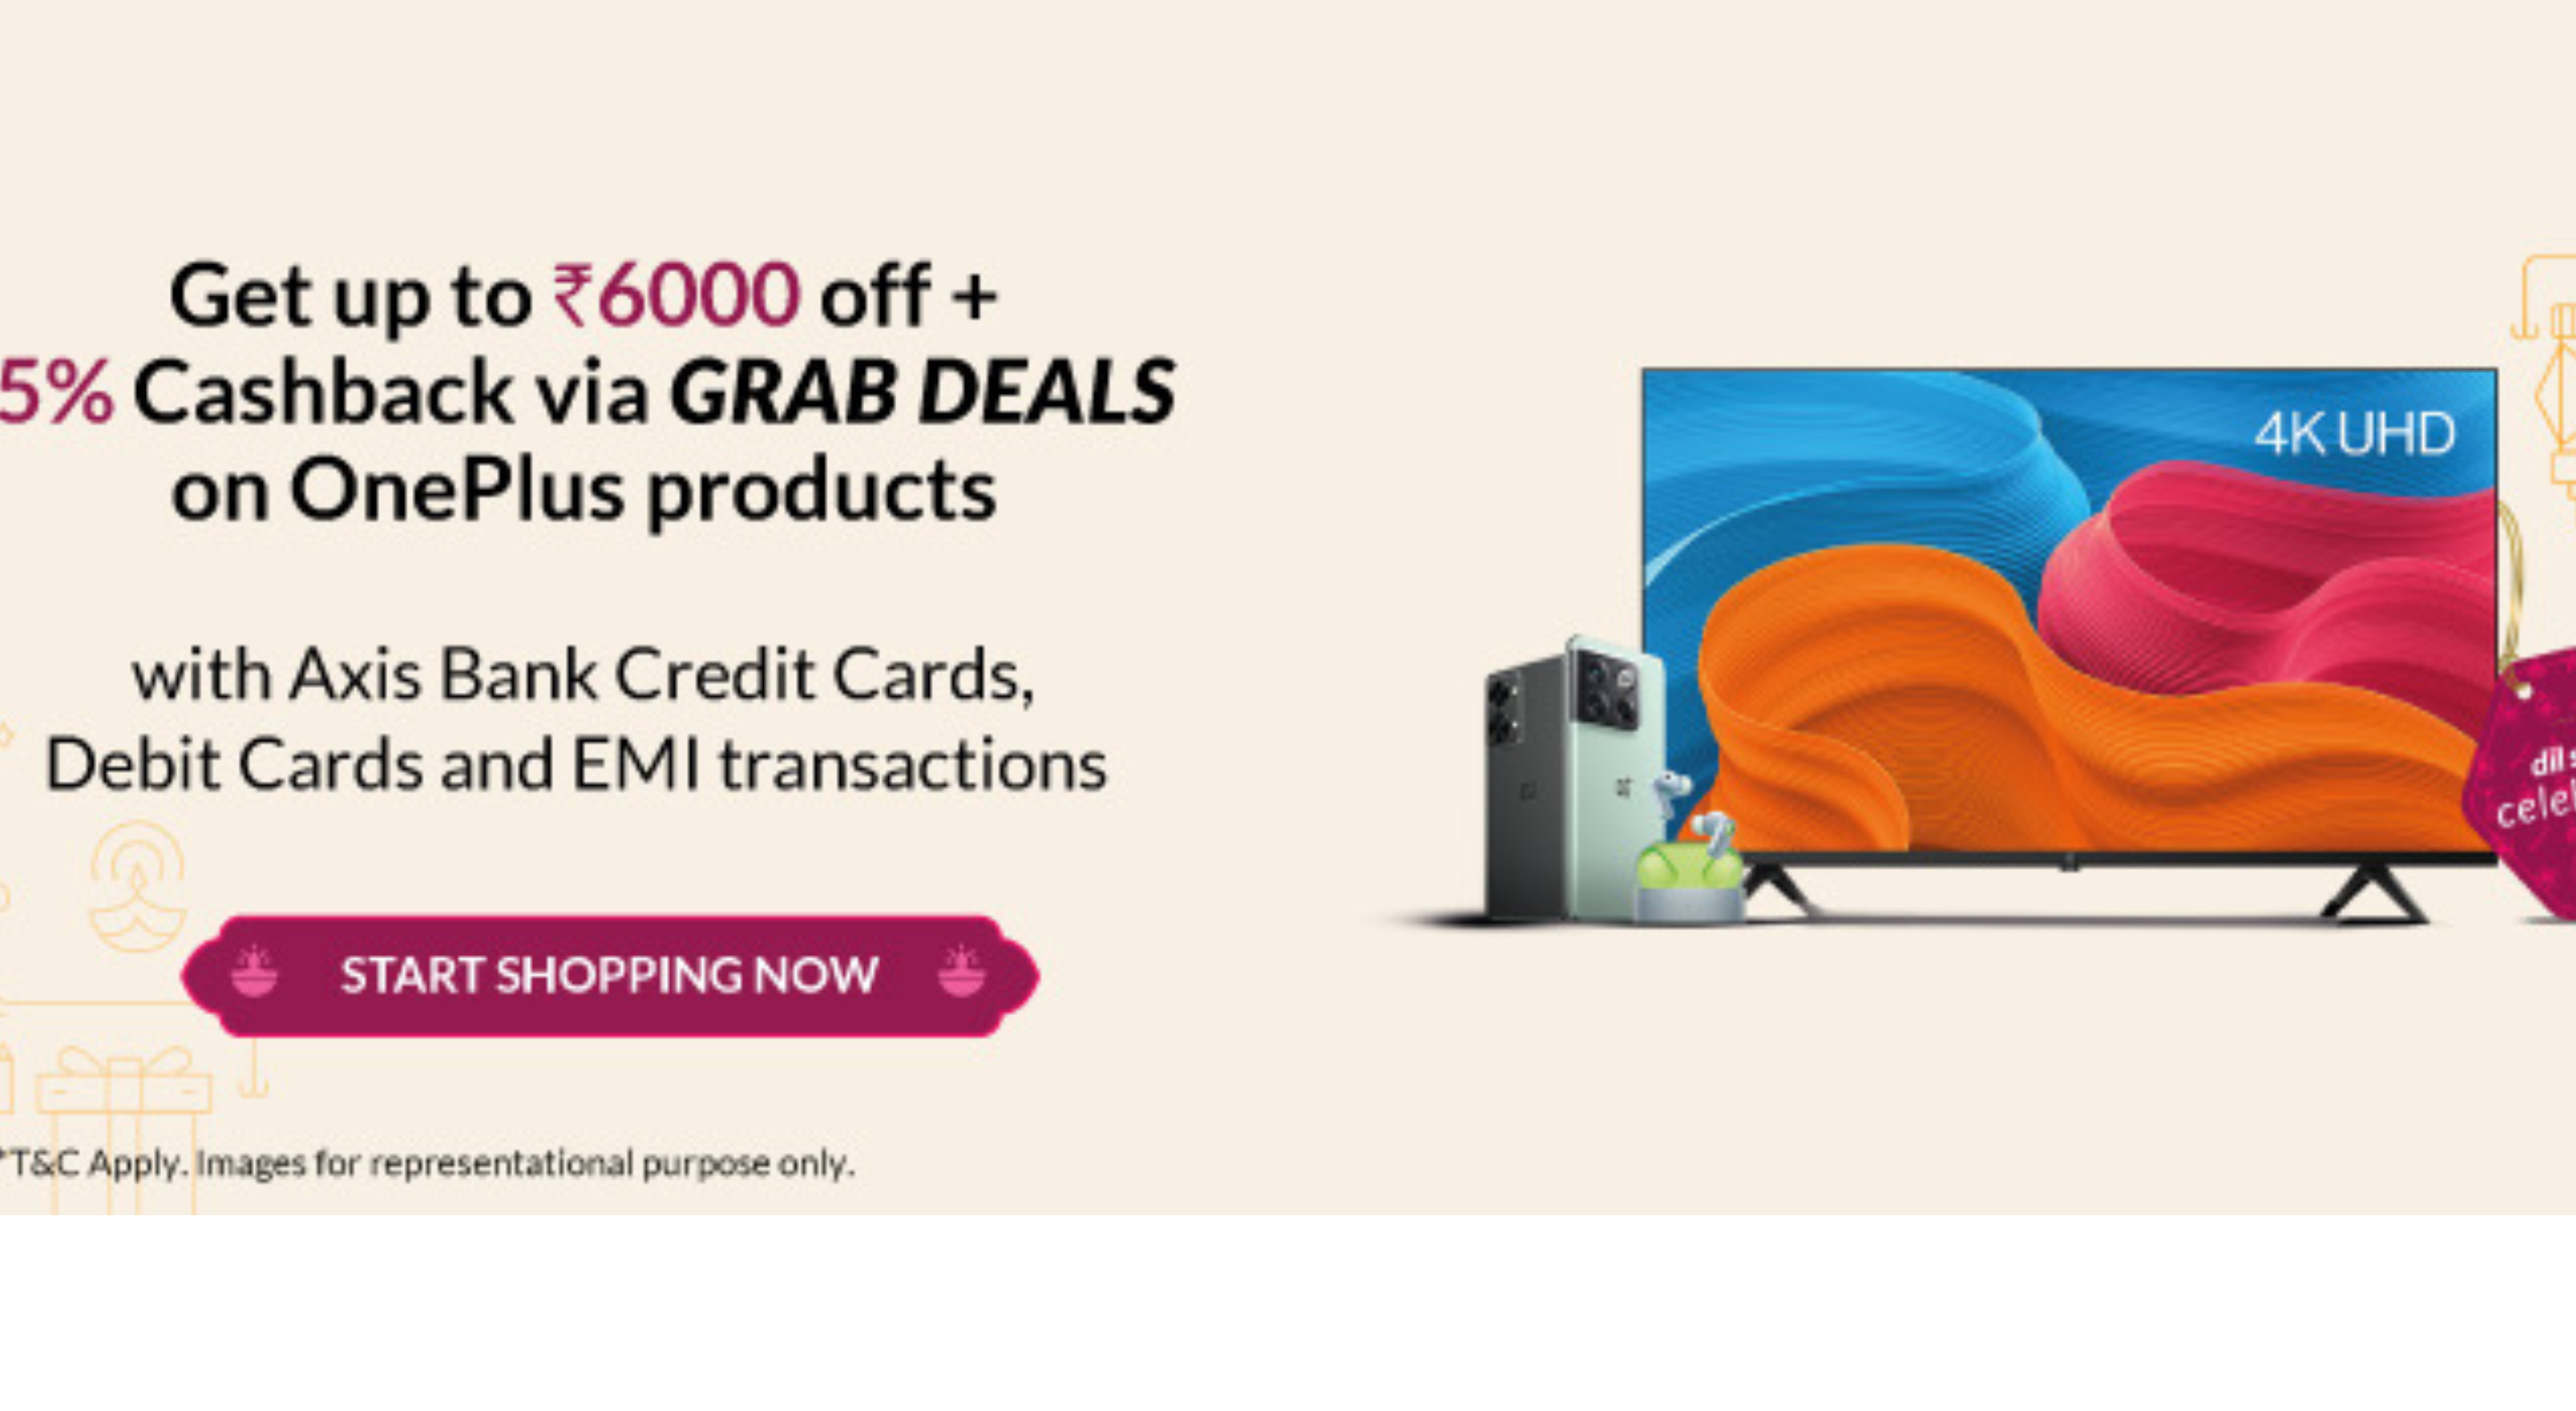 Get up to ₹6000 off +
5% Cashback via GRAB DEALS
on OnePlus products
with Axis Bank Credit Cards,
Debit Cards and EMI transactions
START SHOPPING NOW
*T&C Apply. Images for representational purpose only.
4K UHD
dil